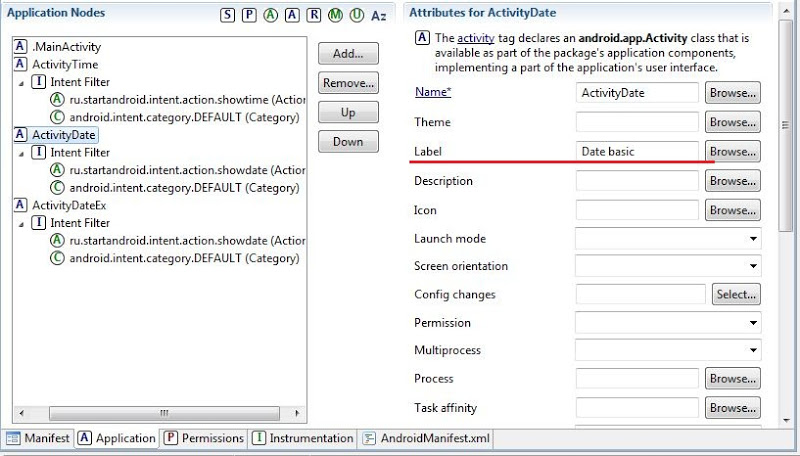 Application Nodes
S P A A R M U Az
A .MainActivity
A ActivityTime
I Intent Filter
A ru.startandroid.intent.action.showtime (Action
C android.intent.category.DEFAULT (Category)
A ActivityDate
I Intent Filter
A ru.startandroid.intent.action.showdate (Action
C android.intent.category.DEFAULT (Category)
A ActivityDateEx
I Intent Filter
A ru.startandroid.intent.action.showdate (Action
C android.intent.category.DEFAULT (Category)
Add...
Remove...
Up
Down
Attributes for ActivityDate
A The activity tag declares an android.app.Activity class that is
available as part of the package's application components,
implementing a part of the application's user interface.
Name* ActivityDate Browse...
Theme Browse...
Label Date basic Browse...
Description Browse...
Icon Browse...
Launch mode
Screen orientation
Config changes Select...
Permission
Multiprocess
Process Browse...
Task affinity Browse...
Manifest A Application P Permissions I Instrumentation AndroidManifest.xml